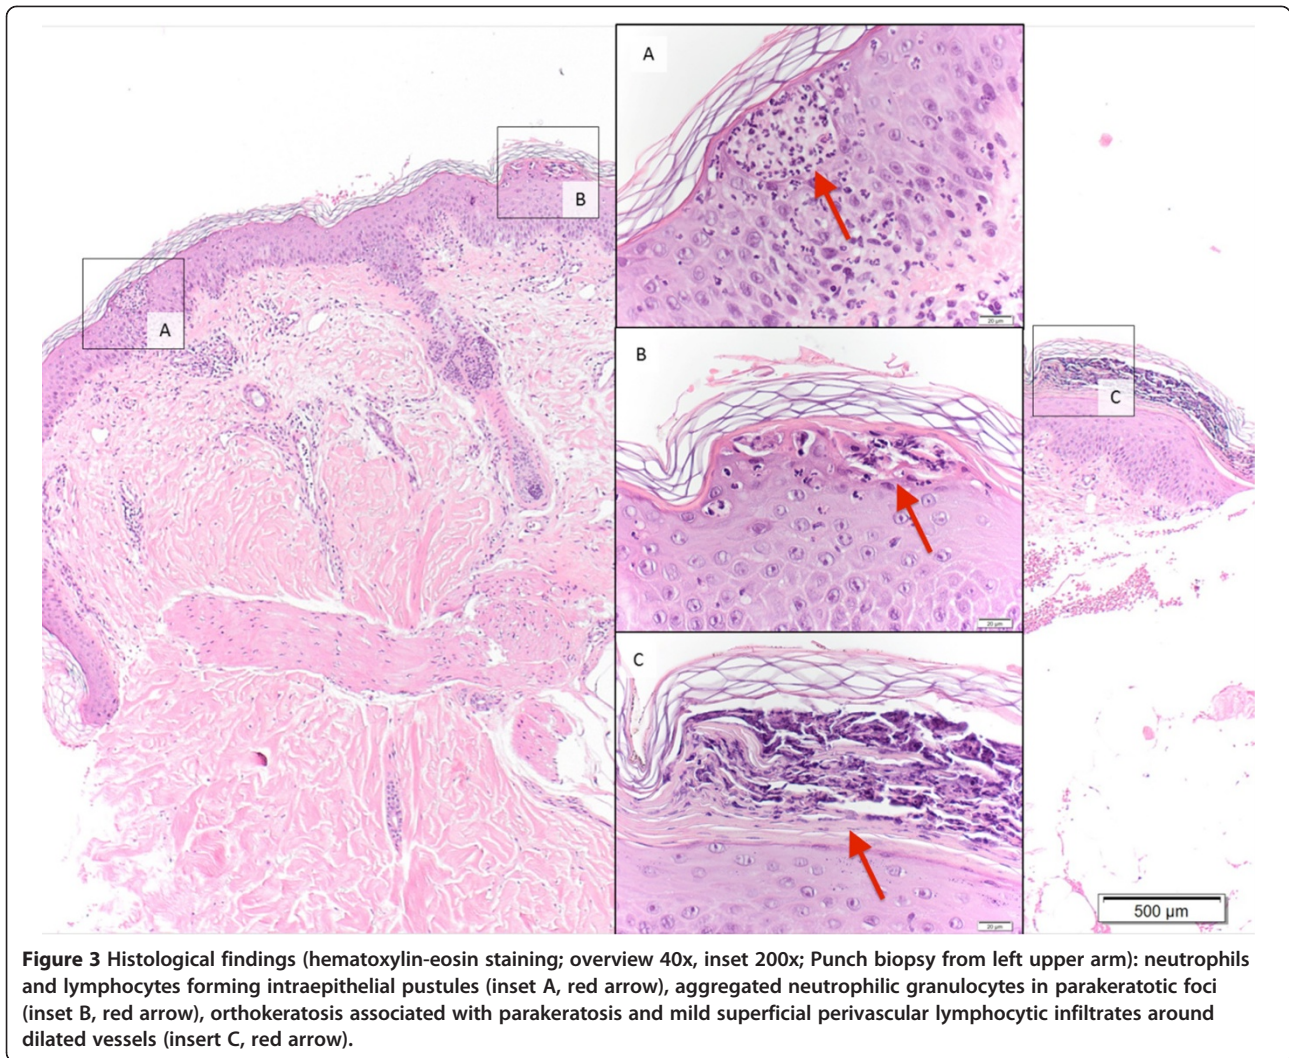 A
B
A
B
C
C
20 µm
20 µm
20 µm
500 µm
Figure 3 Histological findings (hematoxylin-eosin staining; overview 40x, inset 200x; Punch biopsy from left upper arm): neutrophils
and lymphocytes forming intraepithelial pustules (inset A, red arrow), aggregated neutrophilic granulocytes in parakeratotic foci
(inset B, red arrow), orthokeratosis associated with parakeratosis and mild superficial perivascular lymphocytic infiltrates around
dilated vessels (insert C, red arrow).